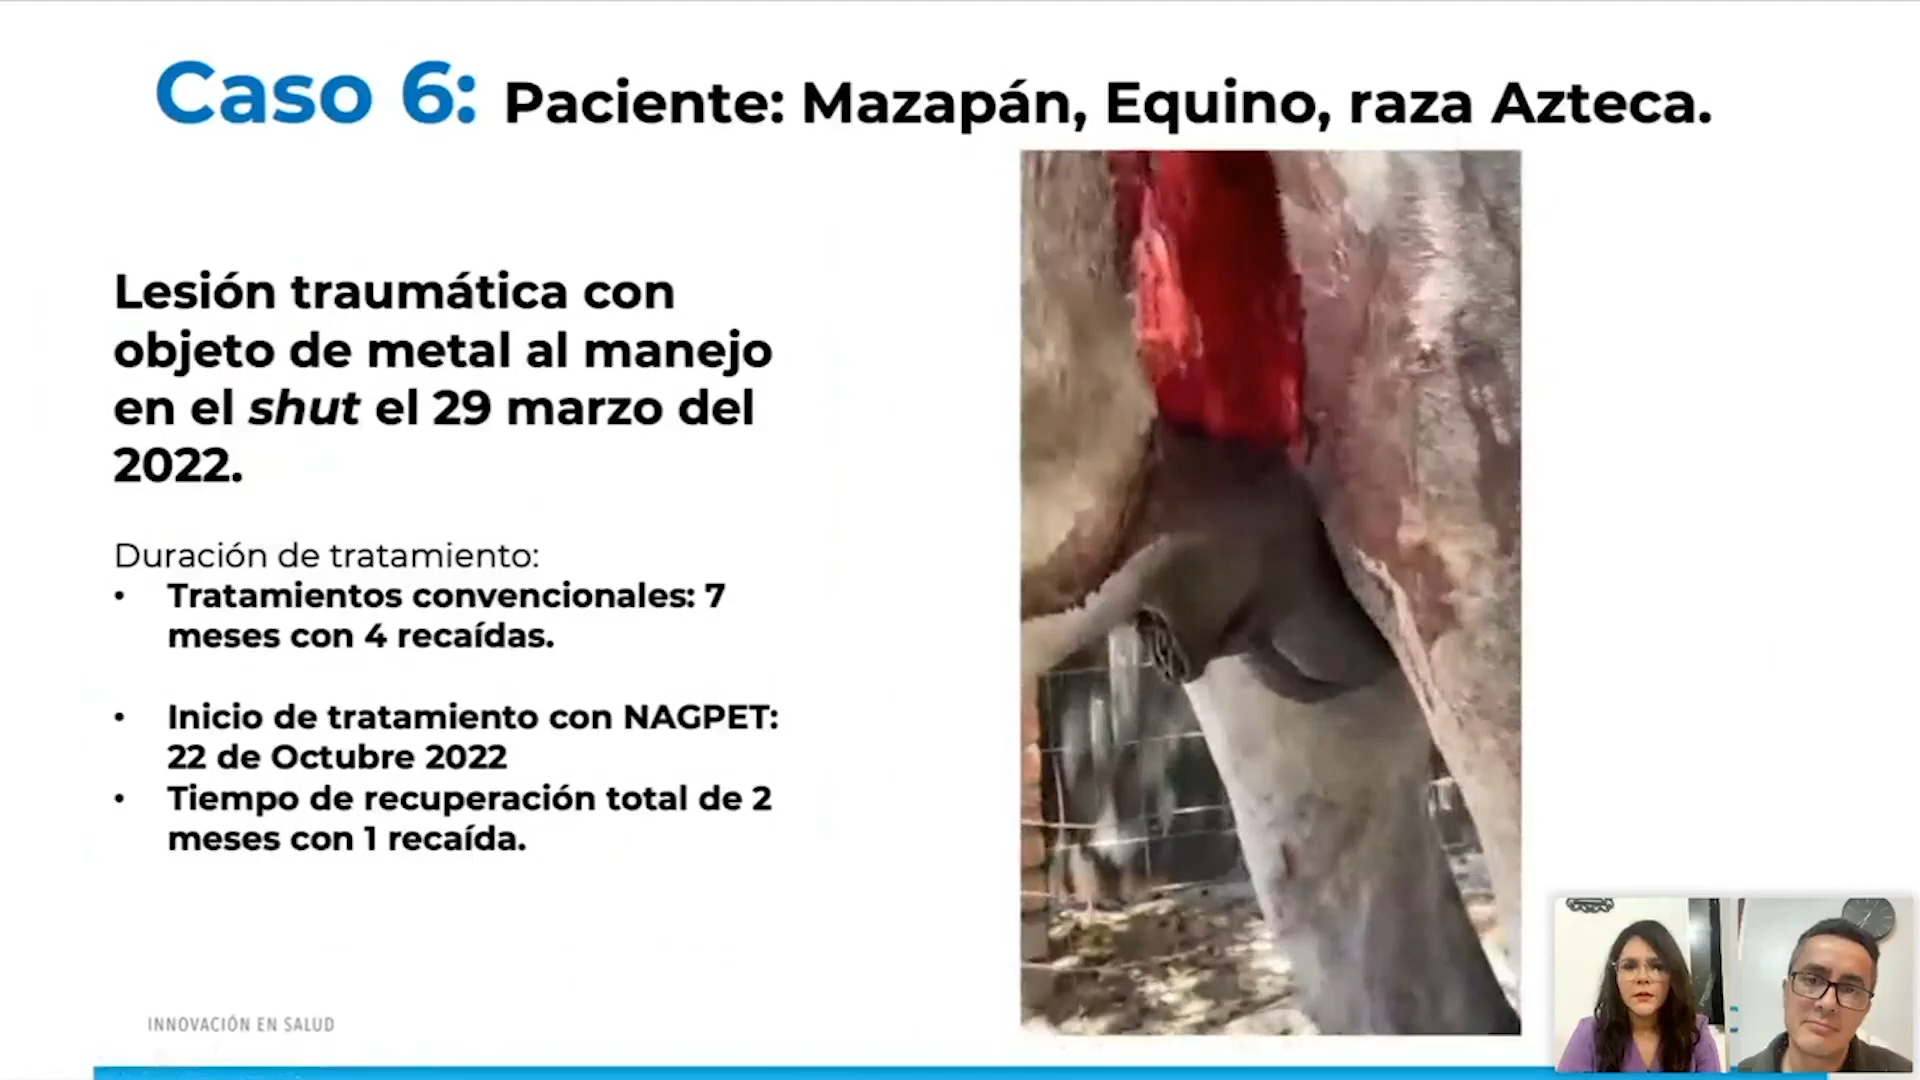 Caso 6: Paciente: Mazapán, Equino, raza Azteca.
Lesión traumática con
objeto de metal al manejo
en el shut el 29 marzo del
2022.
Duración de tratamiento:
• Tratamientos convencionales: 7
meses con 4 recaídas.
• Inicio de tratamiento con NAGPET:
22 de Octubre 2022
• Tiempo de recuperación total de 2
meses con 1 recaída.
INNOVACIÓN EN SALUD